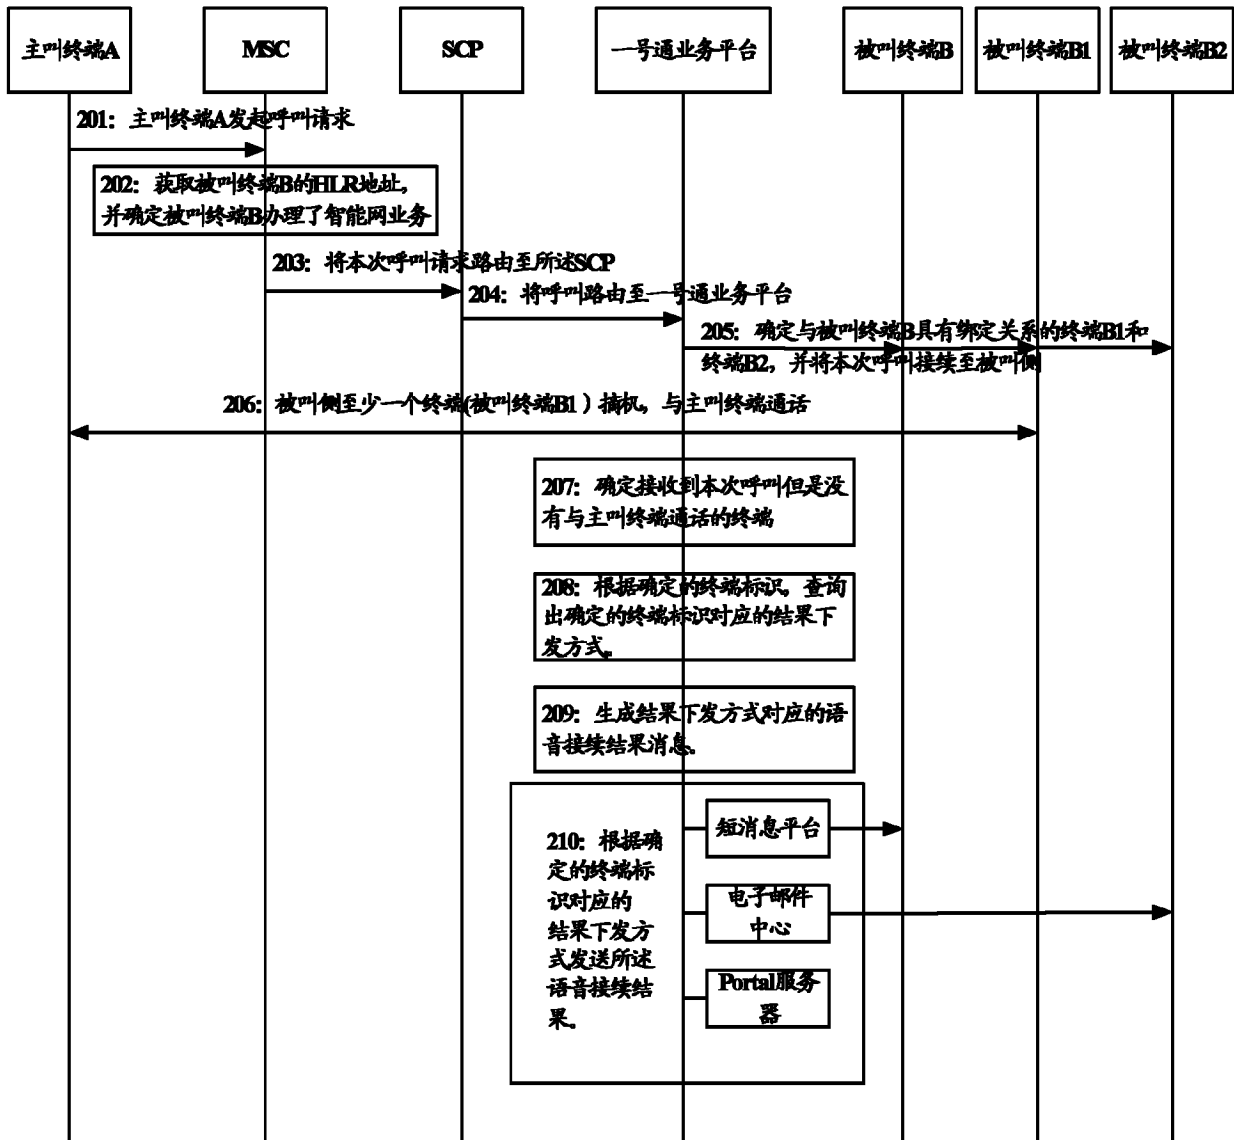 主叫终端A
MSC
SCP
一号通业务平台
被叫终端B
被叫终端B1
被叫终端B2
201：主叫终端A发起呼叫请求
202：获取被叫终端B的HLR地址，
并确定被叫终端B办理了智能网业务
203：将本次呼叫请求路由至所述SCP
204：将呼叫路由至一号通业务平台
205：确定与被叫终端B具有绑定关系的终端B1和
终端B2，并将本次呼叫接续至被叫侧
206：被叫侧至少一个终端(被叫终端B1）摘机，与主叫终端通话
207：确定接收到本次呼叫但是没
有与主叫终端通话的终端
208：根据确定的终端标识，查询
出确定的终端标识对应的结果下
发方式。
209：生成结果下发方式对应的语
音接续结果消息。
210：根据确
定的终端标
识对应的
结果下发方
式发送所述
语音接续结
果。
短消息平台
电子邮件
中心
Portal服务
器